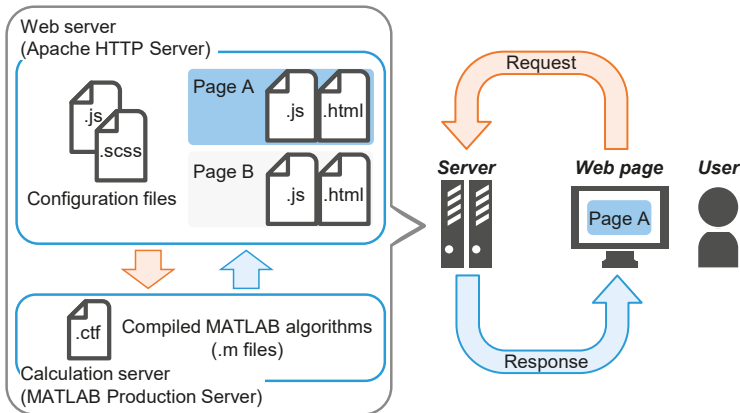 Web server
(Apache HTTP Server)
.js
.scss
Configuration files
Page A
.js
.html
Page B
.js
.html
.ctf
Compiled MATLAB algorithms
(.m files)
Calculation server
(MATLAB Production Server)
Request
Server
Web page
User
Page A
Response